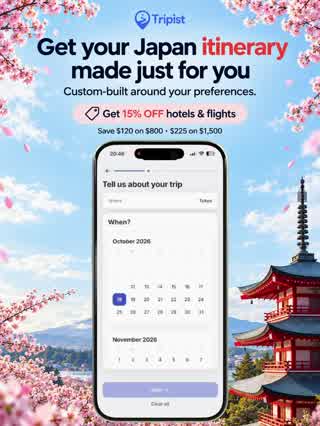 Tripist
Get your Japan itinerary
made just for you
Custom-built around your preferences.
Get 15% OFF hotels & flights
Save $120 on $800 • $225 on $1,500
20:46
Tell us about your trip
Where
Tokyo
When?
October 2026
12 13 14 15 16 17
18 19 20 21 22 23 24
25 26 27 28 29 30 31
November 2026
1 2 3 4 5 6 7
Clear all